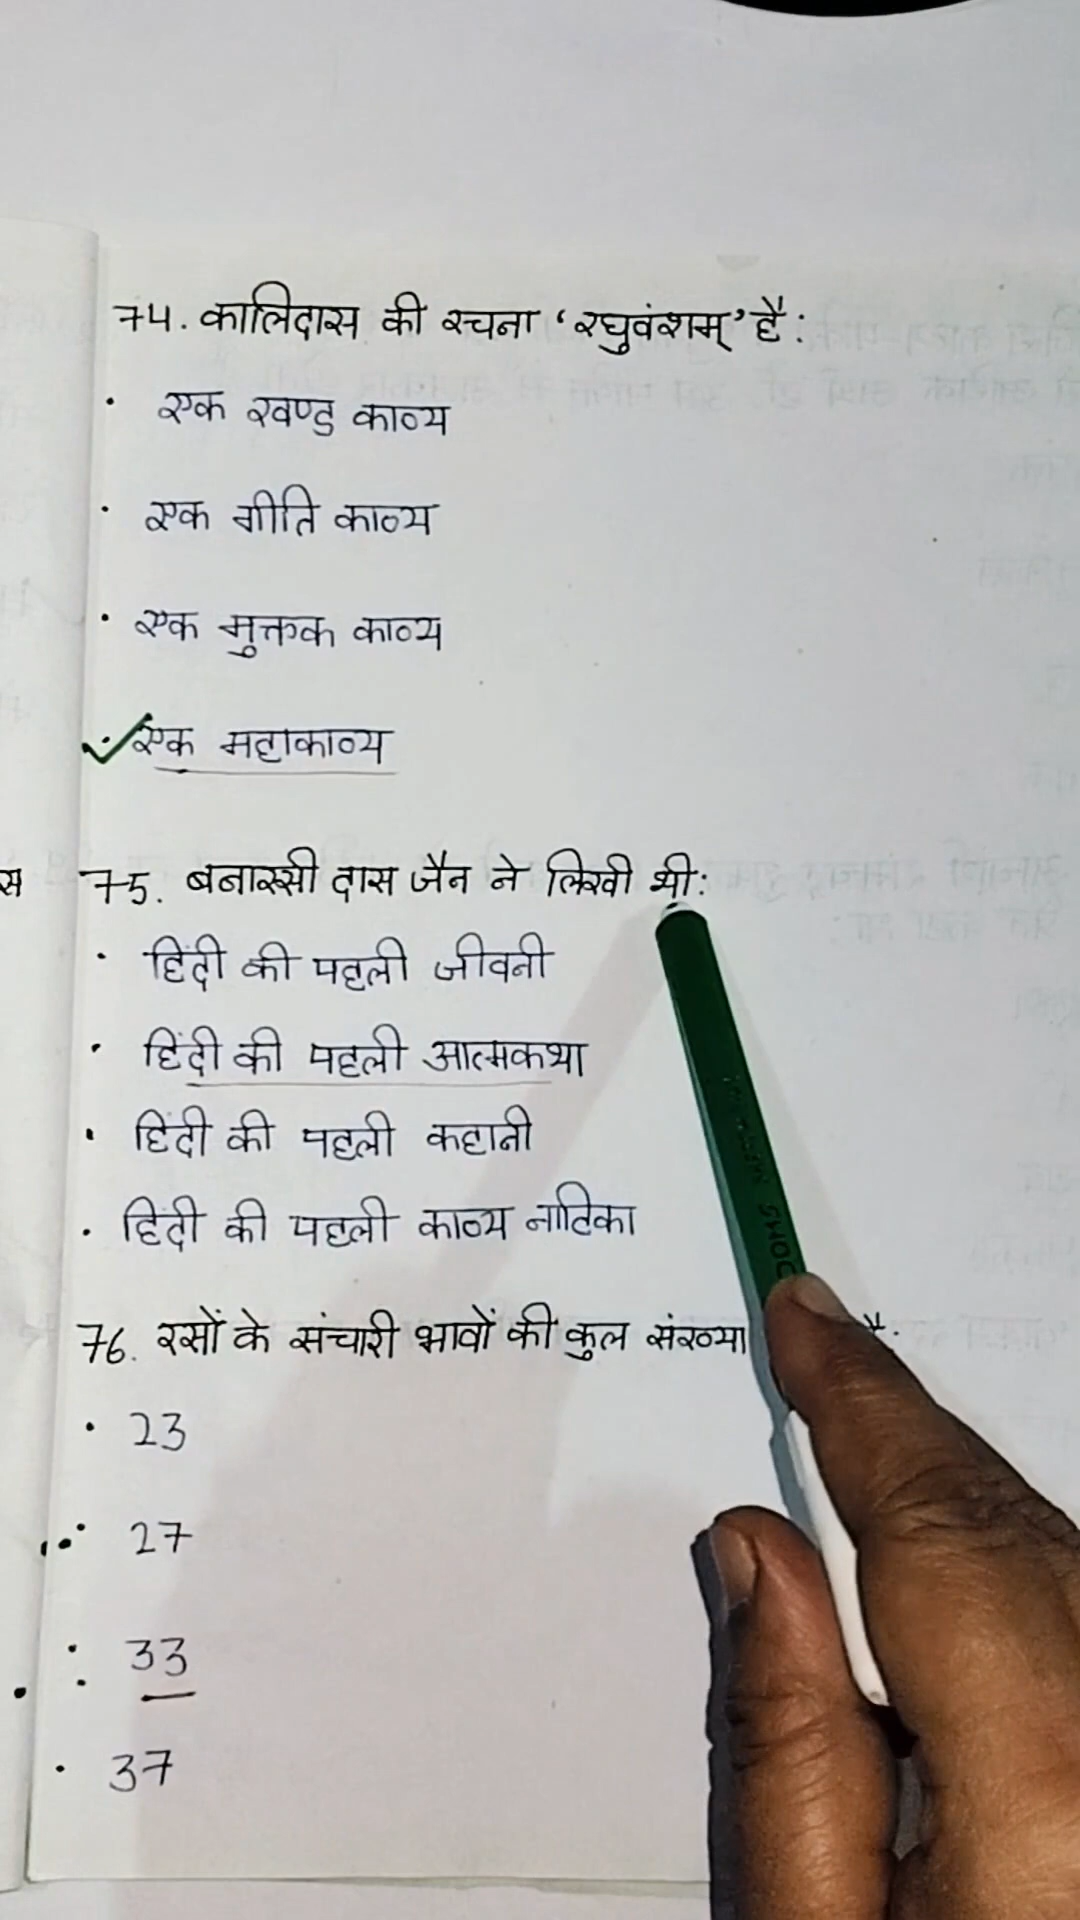 74. कालिदास की रचना ‘रघुवंशम्’ है:
· एक खण्ड काव्य
· एक गीति काव्य
· एक मुक्तक काव्य
· एक महाकाव्य
स
75. बनारसी दास जैन ने लिखी थी:
· हिंदी की पहली जीवनी
· हिंदी की पहली आत्मकथा
· हिंदी की पहली कहानी
· हिंदी की पहली काव्य नाटिका
76. रसों के संचारी भावों की कुल संख्या है.
· 23
· 27
· 33
· 37